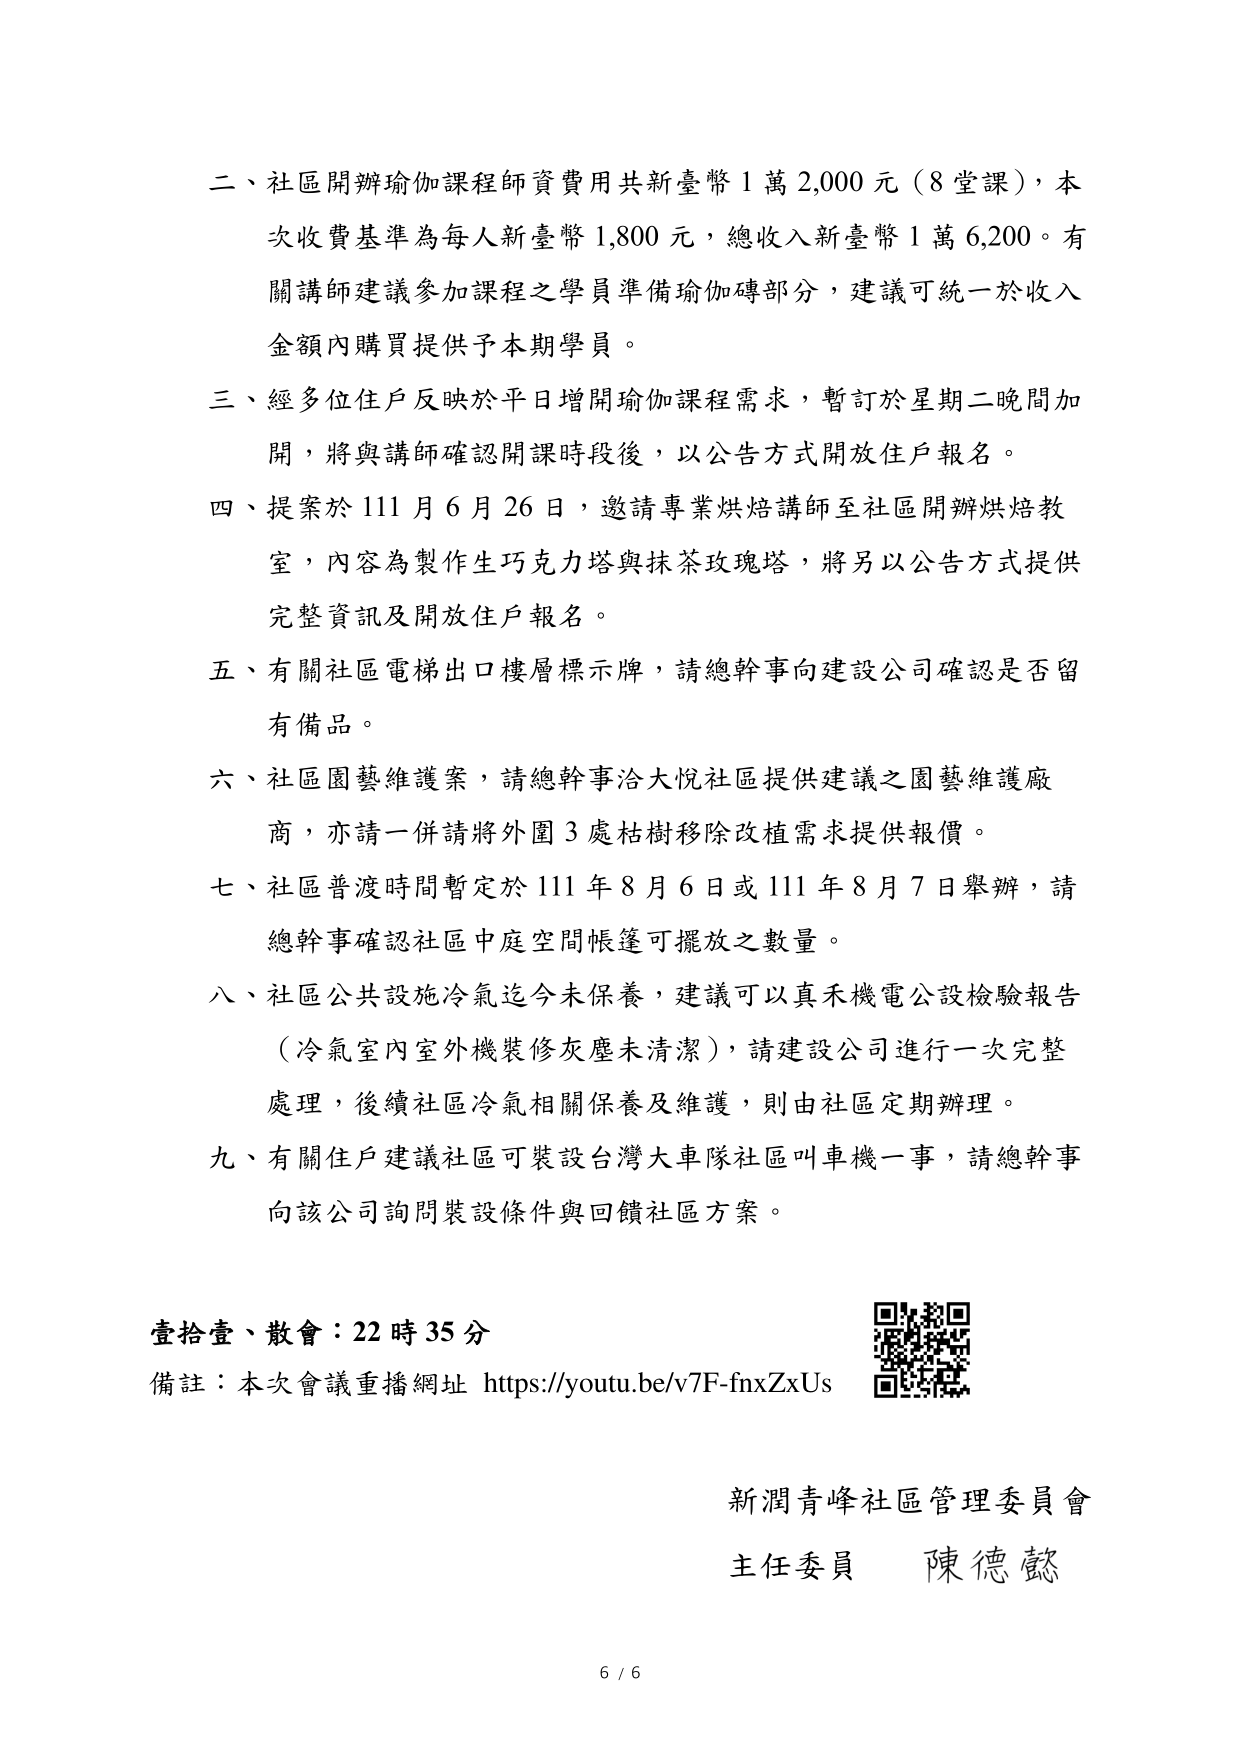 二、社區開辦瑜伽課程師資費用共新臺幣 1 萬 2,000 元（8 堂課），本
次收費基準為每人新臺幣 1,800 元，總收入新臺幣 1 萬 6,200。有
關講師建議參加課程之學員準備瑜伽磚部分，建議可統一於收入
金額內購買提供予本期學員。
三、經多位住戶反映於平日增開瑜伽課程需求，暫訂於星期二晚間加
開，將與講師確認開課時段後，以公告方式開放住戶報名。
四、提案於 111 月 6 月 26 日，邀請專業烘焙講師至社區開辦烘焙教
室，內容為製作生巧克力塔與抹茶玫瑰塔，將另以公告方式提供
完整資訊及開放住戶報名。
五、有關社區電梯出口樓層標示牌，請總幹事向建設公司確認是否留
有備品。
六、社區園藝維護案，請總幹事洽大悅社區提供建議之園藝維護廠
商，亦請一併請將外圍 3 處枯樹移除改植需求提供報價。
七、社區普渡時間暫定於 111 年 8 月 6 日或 111 年 8 月 7 日舉辦，請
總幹事確認社區中庭空間帳篷可擺放之數量。
八、社區公共設施冷氣迄今未保養，建議可以真禾機電公設檢驗報告
（冷氣室內室外機裝修灰塵未清潔），請建設公司進行一次完整
處理，後續社區冷氣相關保養及維護，則由社區定期辦理。
九、有關住戶建議社區可裝設台灣大車隊社區叫車機一事，請總幹事
向該公司詢問裝設條件與回饋社區方案。
壹拾壹、散會：22 時 35 分
備註：本次會議重播網址 https://youtu.be/v7F-fnxZxUs
新潤青峰社區管理委員會
主任委員 陳德懿
6 / 6